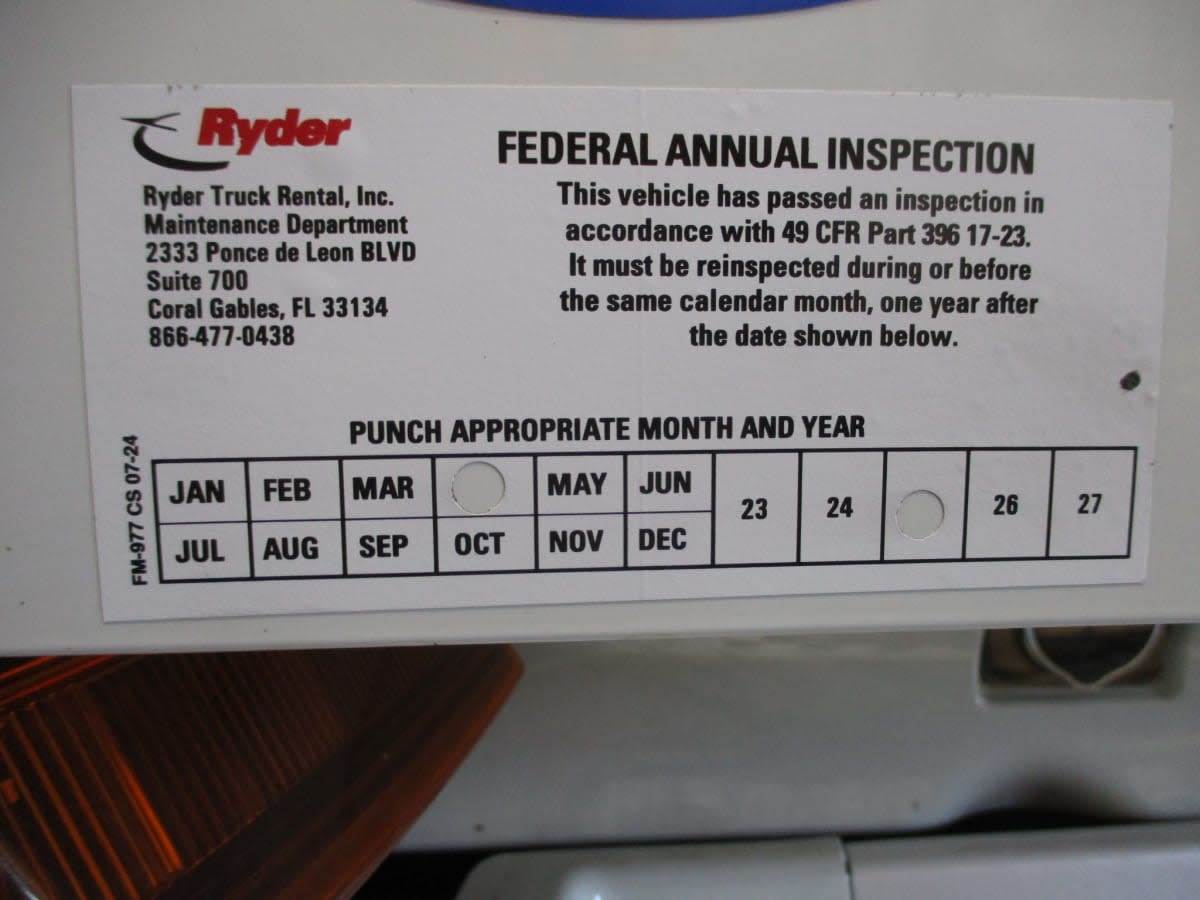 Ryder
Ryder Truck Rental, Inc.
Maintenance Department
2333 Ponce de Leon BLVD
Suite 700
Coral Gables, FL 33134
866-477-0438
FEDERAL ANNUAL INSPECTION
This vehicle has passed an inspection in
accordance with 49 CFR Part 396 17-23.
It must be reinspected during or before
the same calendar month, one year after
the date shown below.
PUNCH APPROPRIATE MONTH AND YEAR
FM-977 CS 07-24
JAN FEB MAR MAY JUN 23 24 26 27
JUL AUG SEP OCT NOV DEC